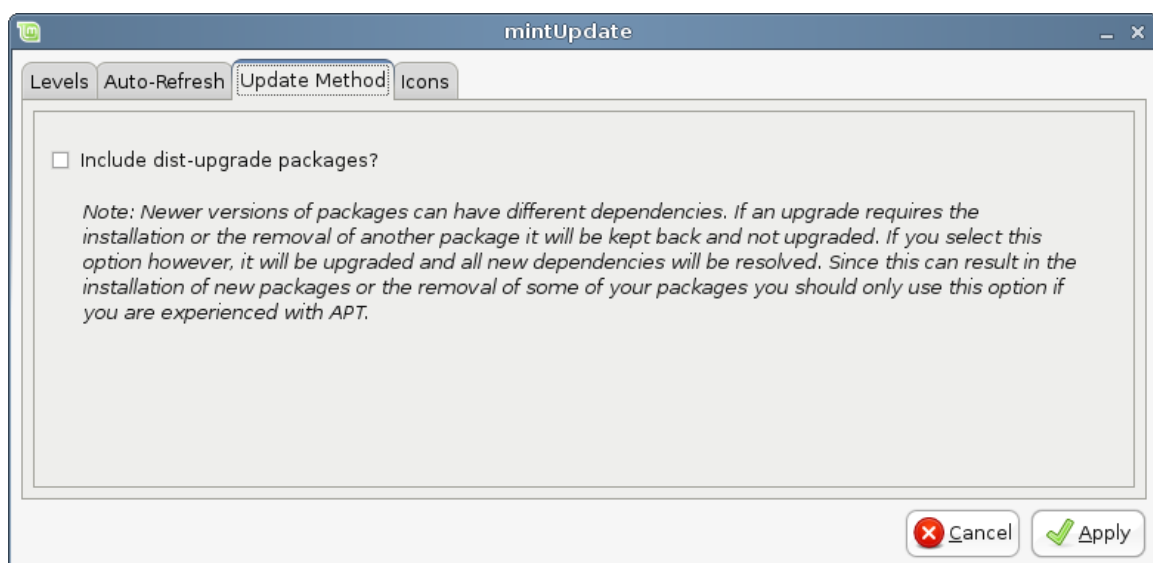 mintUpdate
Levels Auto-Refresh Update Method Icons
Include dist-upgrade packages?
Note: Newer versions of packages can have different dependencies. If an upgrade requires the
installation or the removal of another package it will be kept back and not upgraded. If you select this
option however, it will be upgraded and all new dependencies will be resolved. Since this can result in the
installation of new packages or the removal of some of your packages you should only use this option if
you are experienced with APT.
Cancel Apply